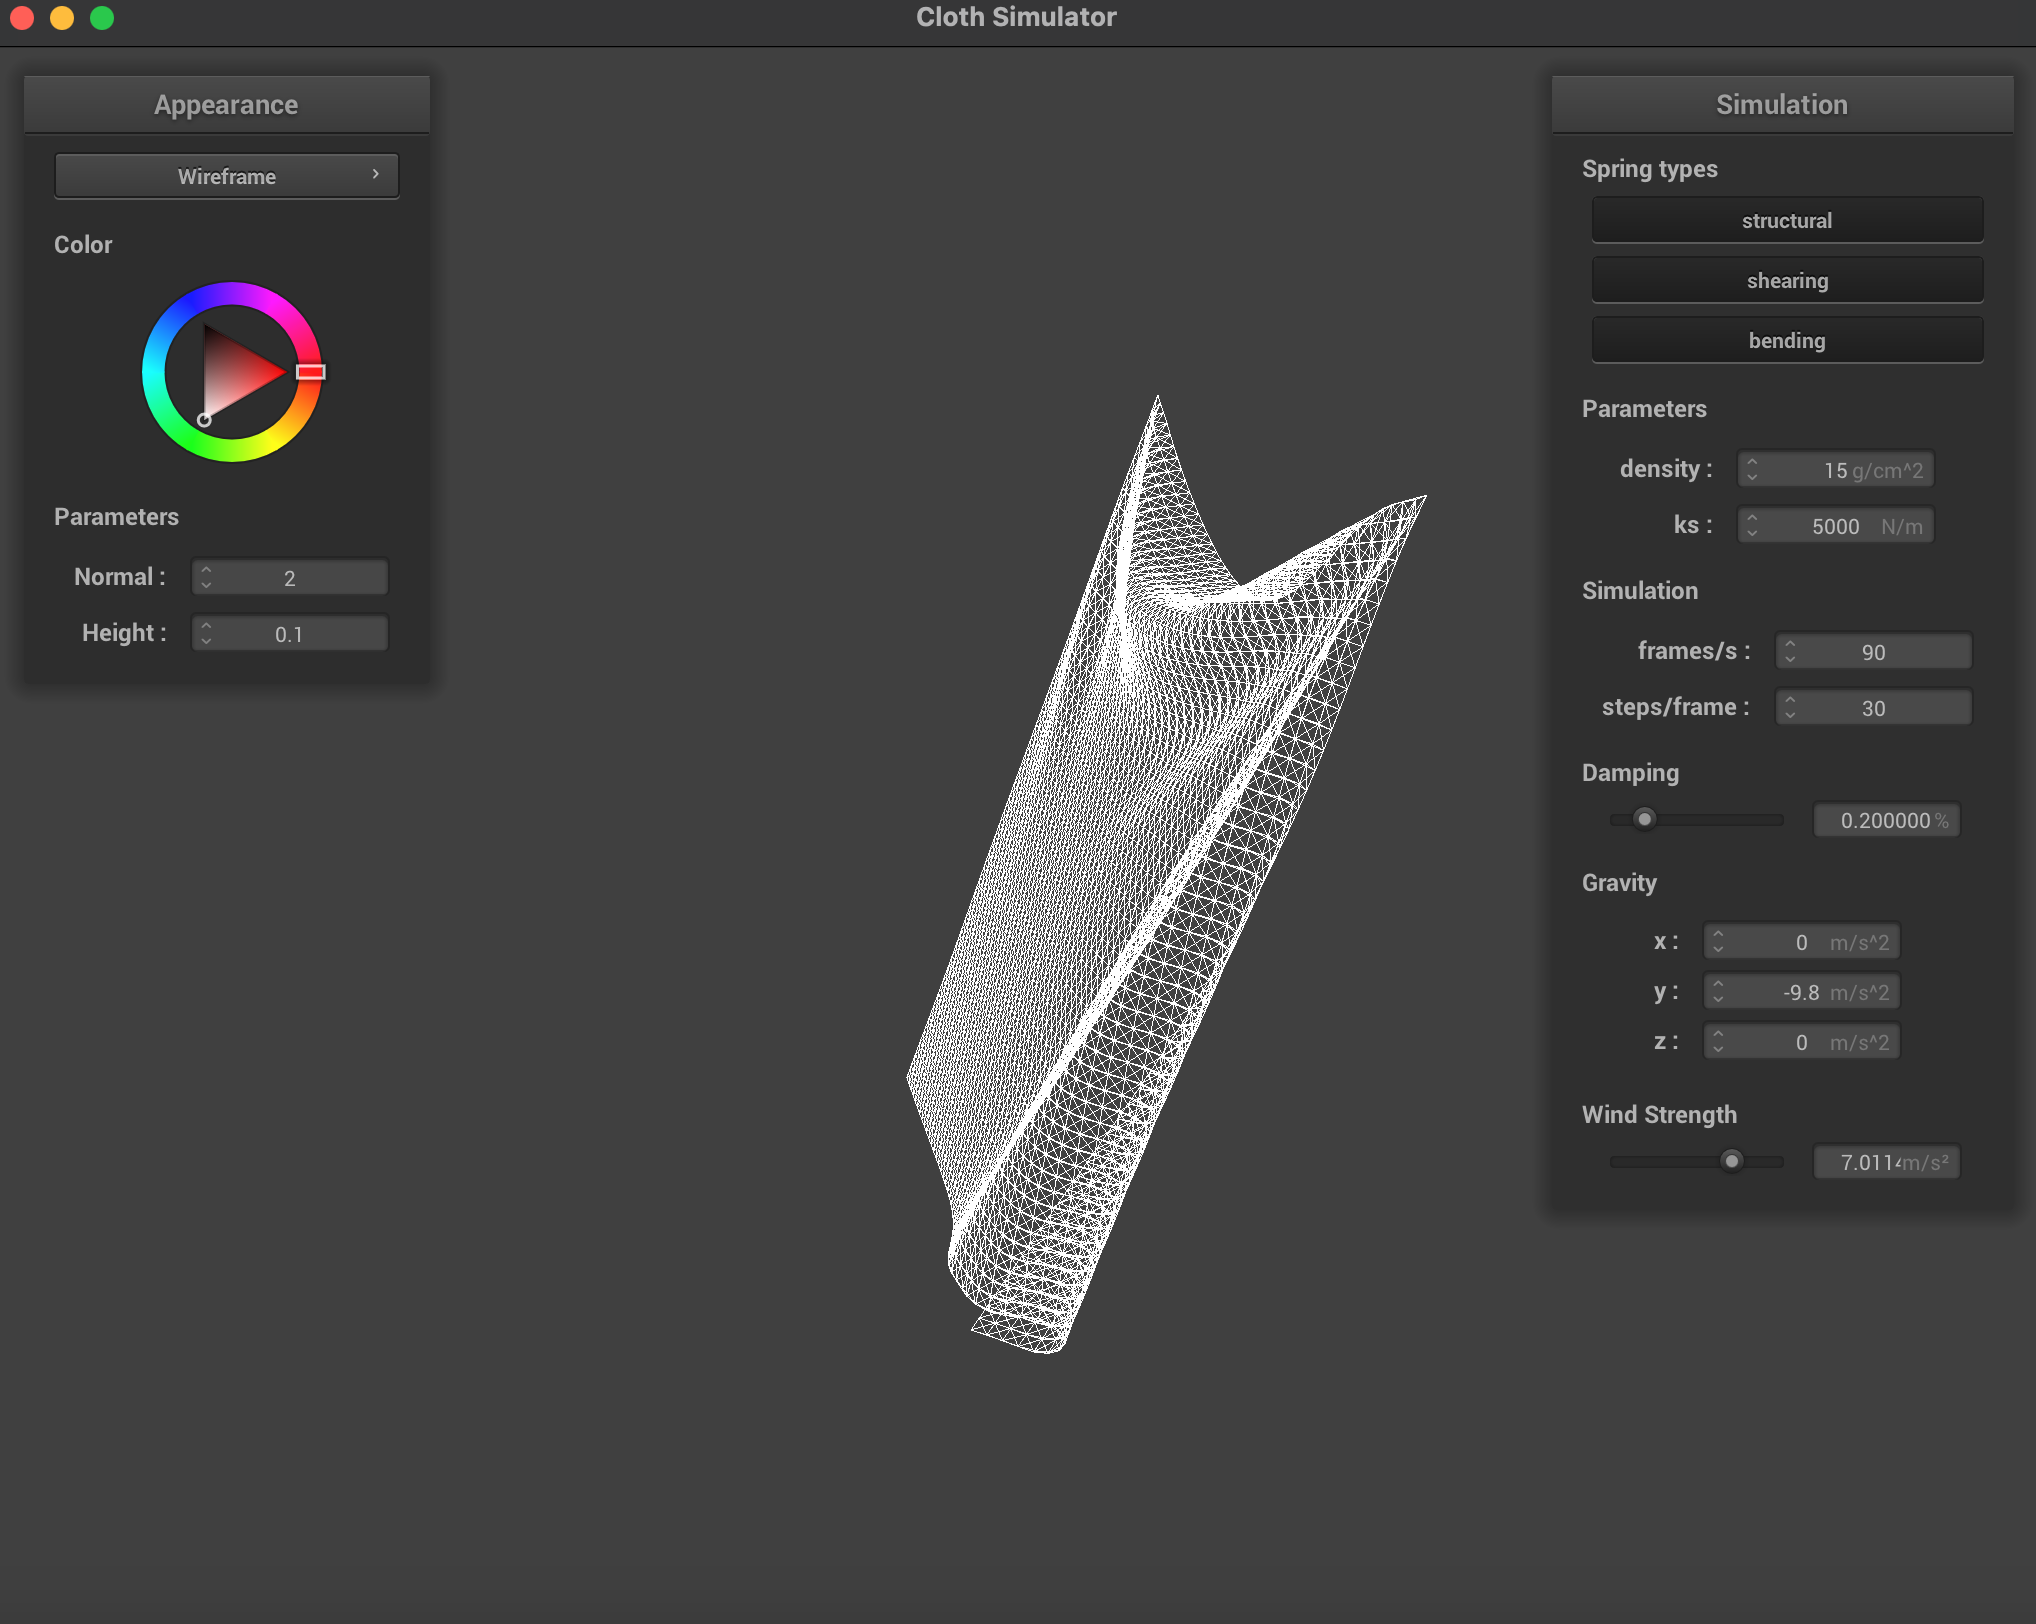 Cloth Simulator
Appearance
Wireframe
Color
Parameters
Normal : 2
Height : 0.1
Simulation
Spring types
structural
shearing
bending
Parameters
density : 15 g/cm^2
ks : 5000 N/m
Simulation
frames/s : 90
steps/frame : 30
Damping
0.200000 %
Gravity
x : 0 m/s^2
y : -9.8 m/s^2
z : 0 m/s^2
Wind Strength
7.0114 m/s²